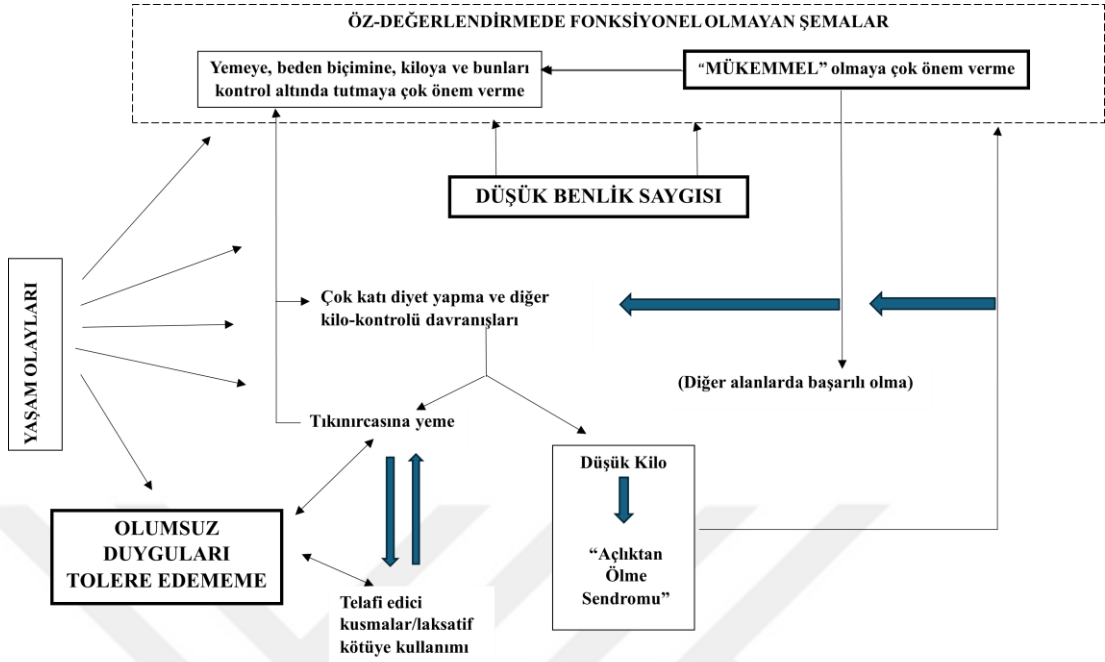 ÖZ-DEĞERLENDİRMEDE FONKSİYONEL OLMAYAN ŞEMALAR
Yemeye, beden biçimine, kiloya ve bunları
kontrol altında tutmaya çok önem verme
“MÜKEMMEL” olmaya çok önem verme
DÜŞÜK BENLİK SAYGISI
YAŞAM OLAYLARI
Çok katı diyet yapma ve diğer
kilo-kontrolü davranışları
(Diğer alanlarda başarılı olma)
Tıkınırcasına yeme
Düşük Kilo
“Açlıktan
Ölme
Sendromu”
OLUMSUZ
DUYGULARI
TOLERE EDEMEME
Telafi edici
kusmalar/laksatif
kötüye kullanımı